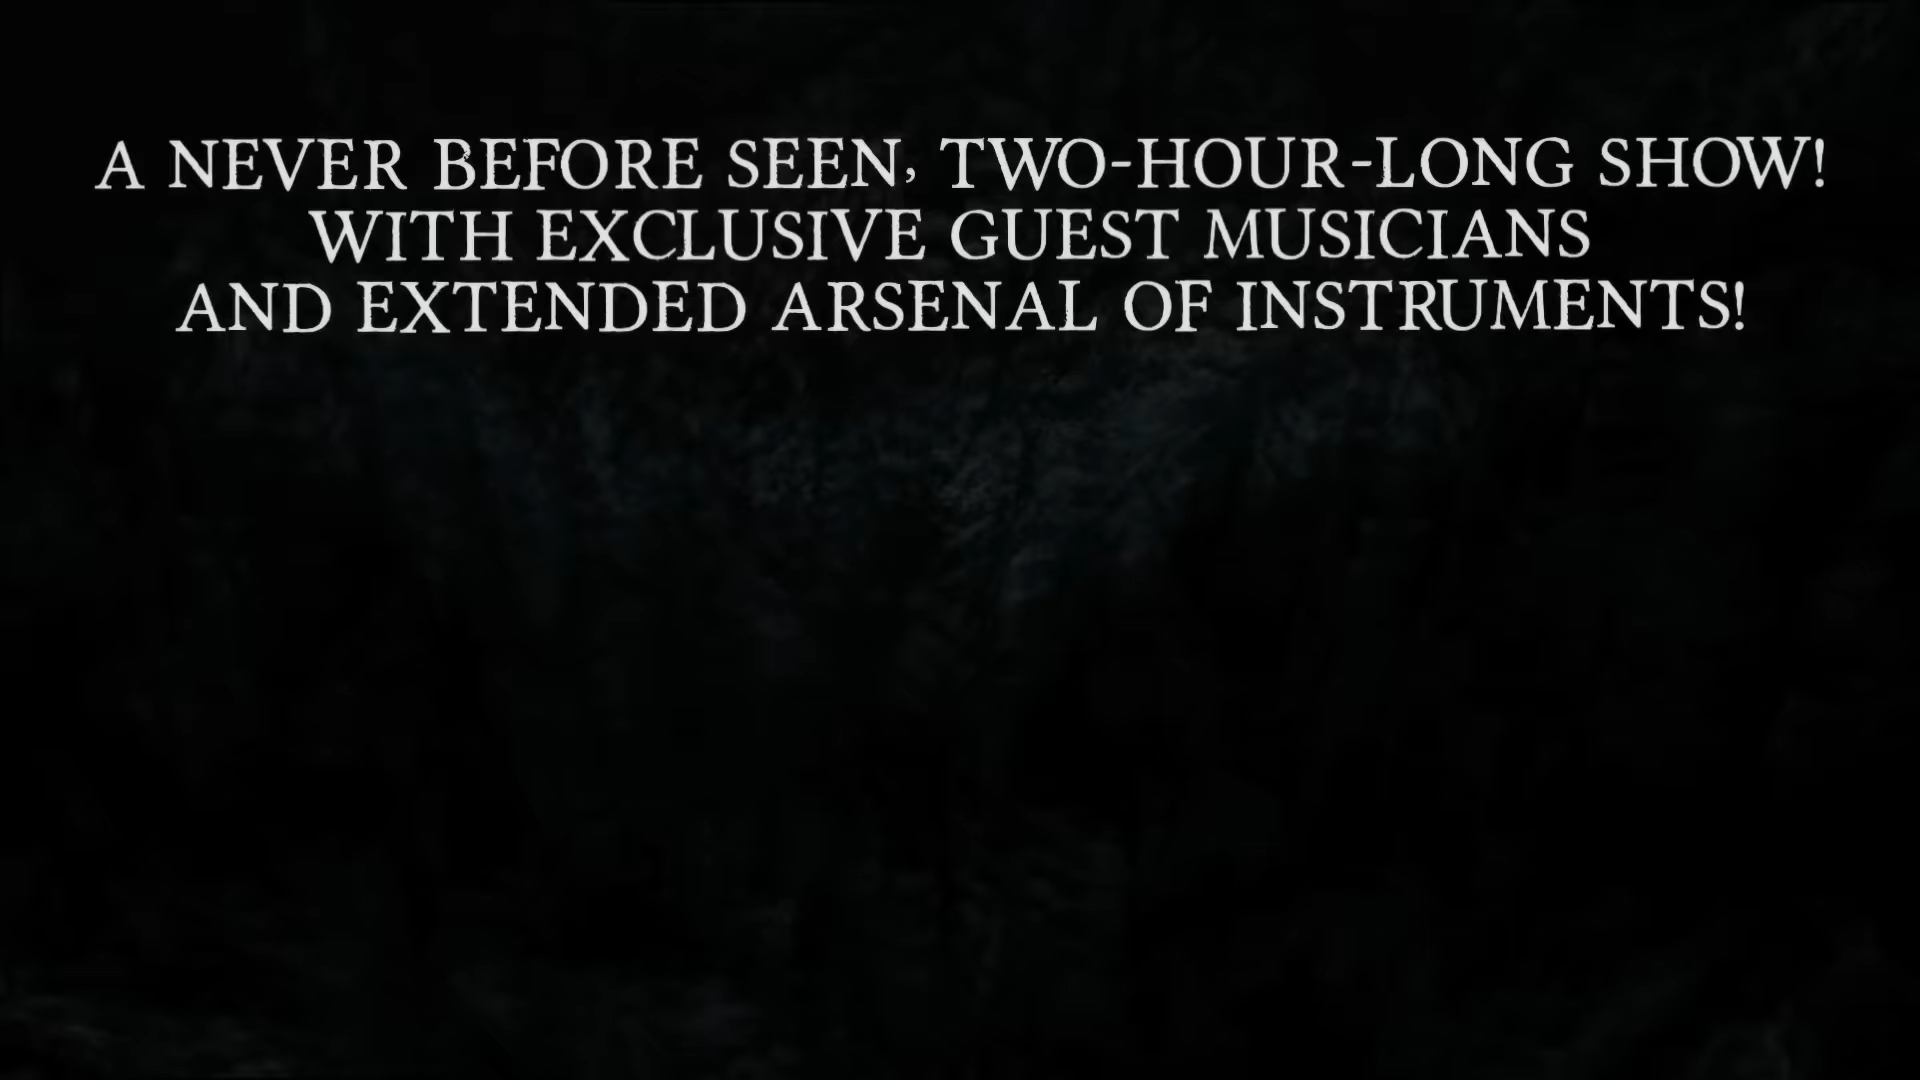 A NEVER BEFORE SEEN, TWO-HOUR-LONG SHOW!
WITH EXCLUSIVE GUEST MUSICIANS
AND EXTENDED ARSENAL OF INSTRUMENTS!